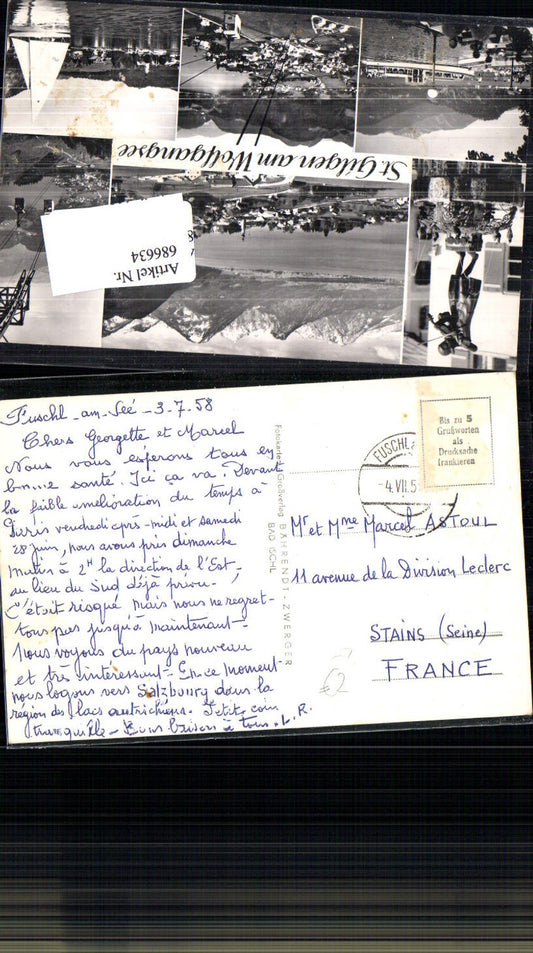 St. Gilgen am Wolfgangsee
Artikel Nr.
686634
Fuschl-am-Seé - 3.7.58
Chers Georgette et Marcel
Nous vous espérons tous en
bonne santé. Ici ça va. Devant
la faible amélioration du temps à
Paris vendredi après-midi et samedi
28 juin, nous avons pris dimanche
matin à 2H la direction de l'Est-
au lieu du Sud déjà prévu.
C'était risqué mais nous ne regret-
tons pas jusqu'à maintenant-
Nous voyons du pays nouveau
et très intéressant- En ce moment
nous logons vers Salzbourg dans la
région des lacs autrichiens. Petit coin
tranquille- Bons baisers à tous. L.R.
Fotokarte u. Grußverlag BÄHRENDT-ZWERGER
BAD ISCHL
FUSCHL
-4.VII.5
Bis zu 5
Grußworten
als
Drucksache
frankieren
Mr et Mme Marcel ASTOUL
11 avenue de la Division Leclerc
STAINS (Seine)
FRANCE